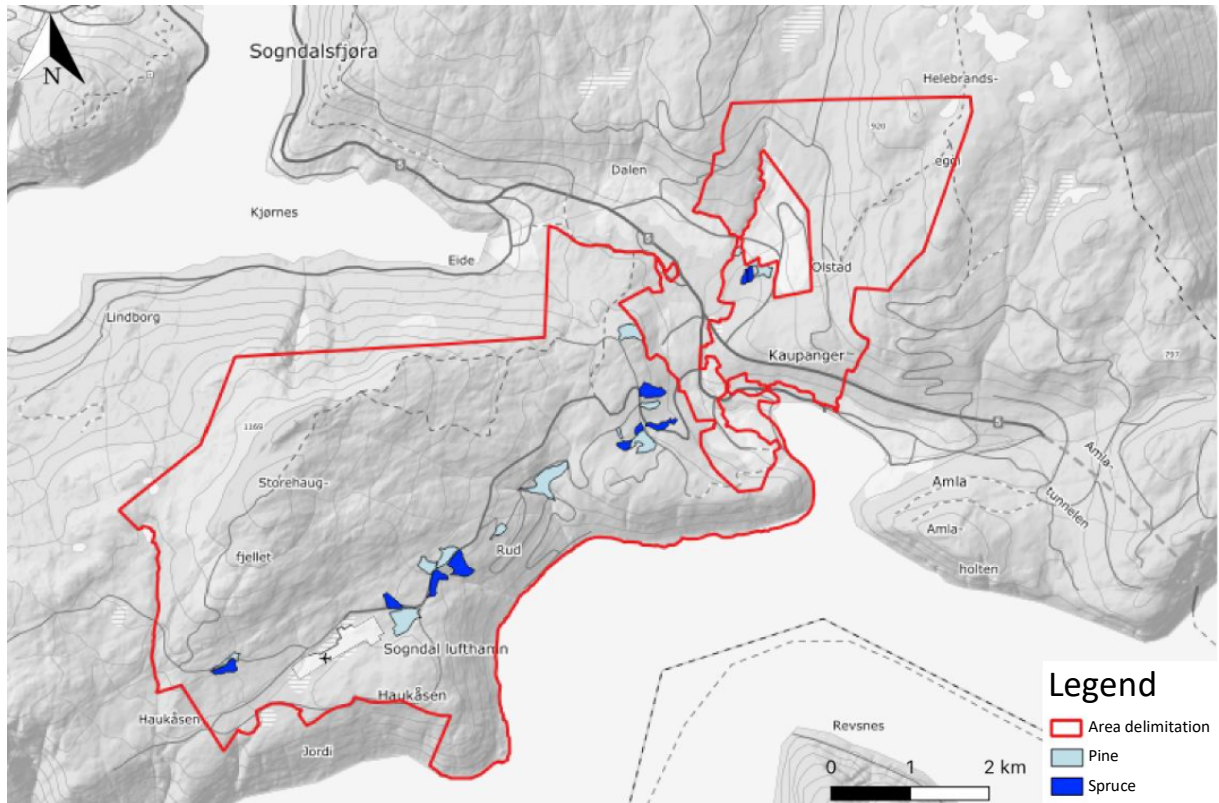 N
Sogndalsfjøra
Helebrands-
920
eggi
Dalen
5
Kjørnes
Eide
Olstad
Lindborg
Kaupanger
797
5
1169
Storehaug-
fjellet
Amla-
tunnelen
Amla
Amla-
holten
Rud
Sogndal lufthamn
Haukåsen
Haukåsen
Jordi
Revsnes
Legend
Area delimitation
Pine
Spruce
0 1 2 km